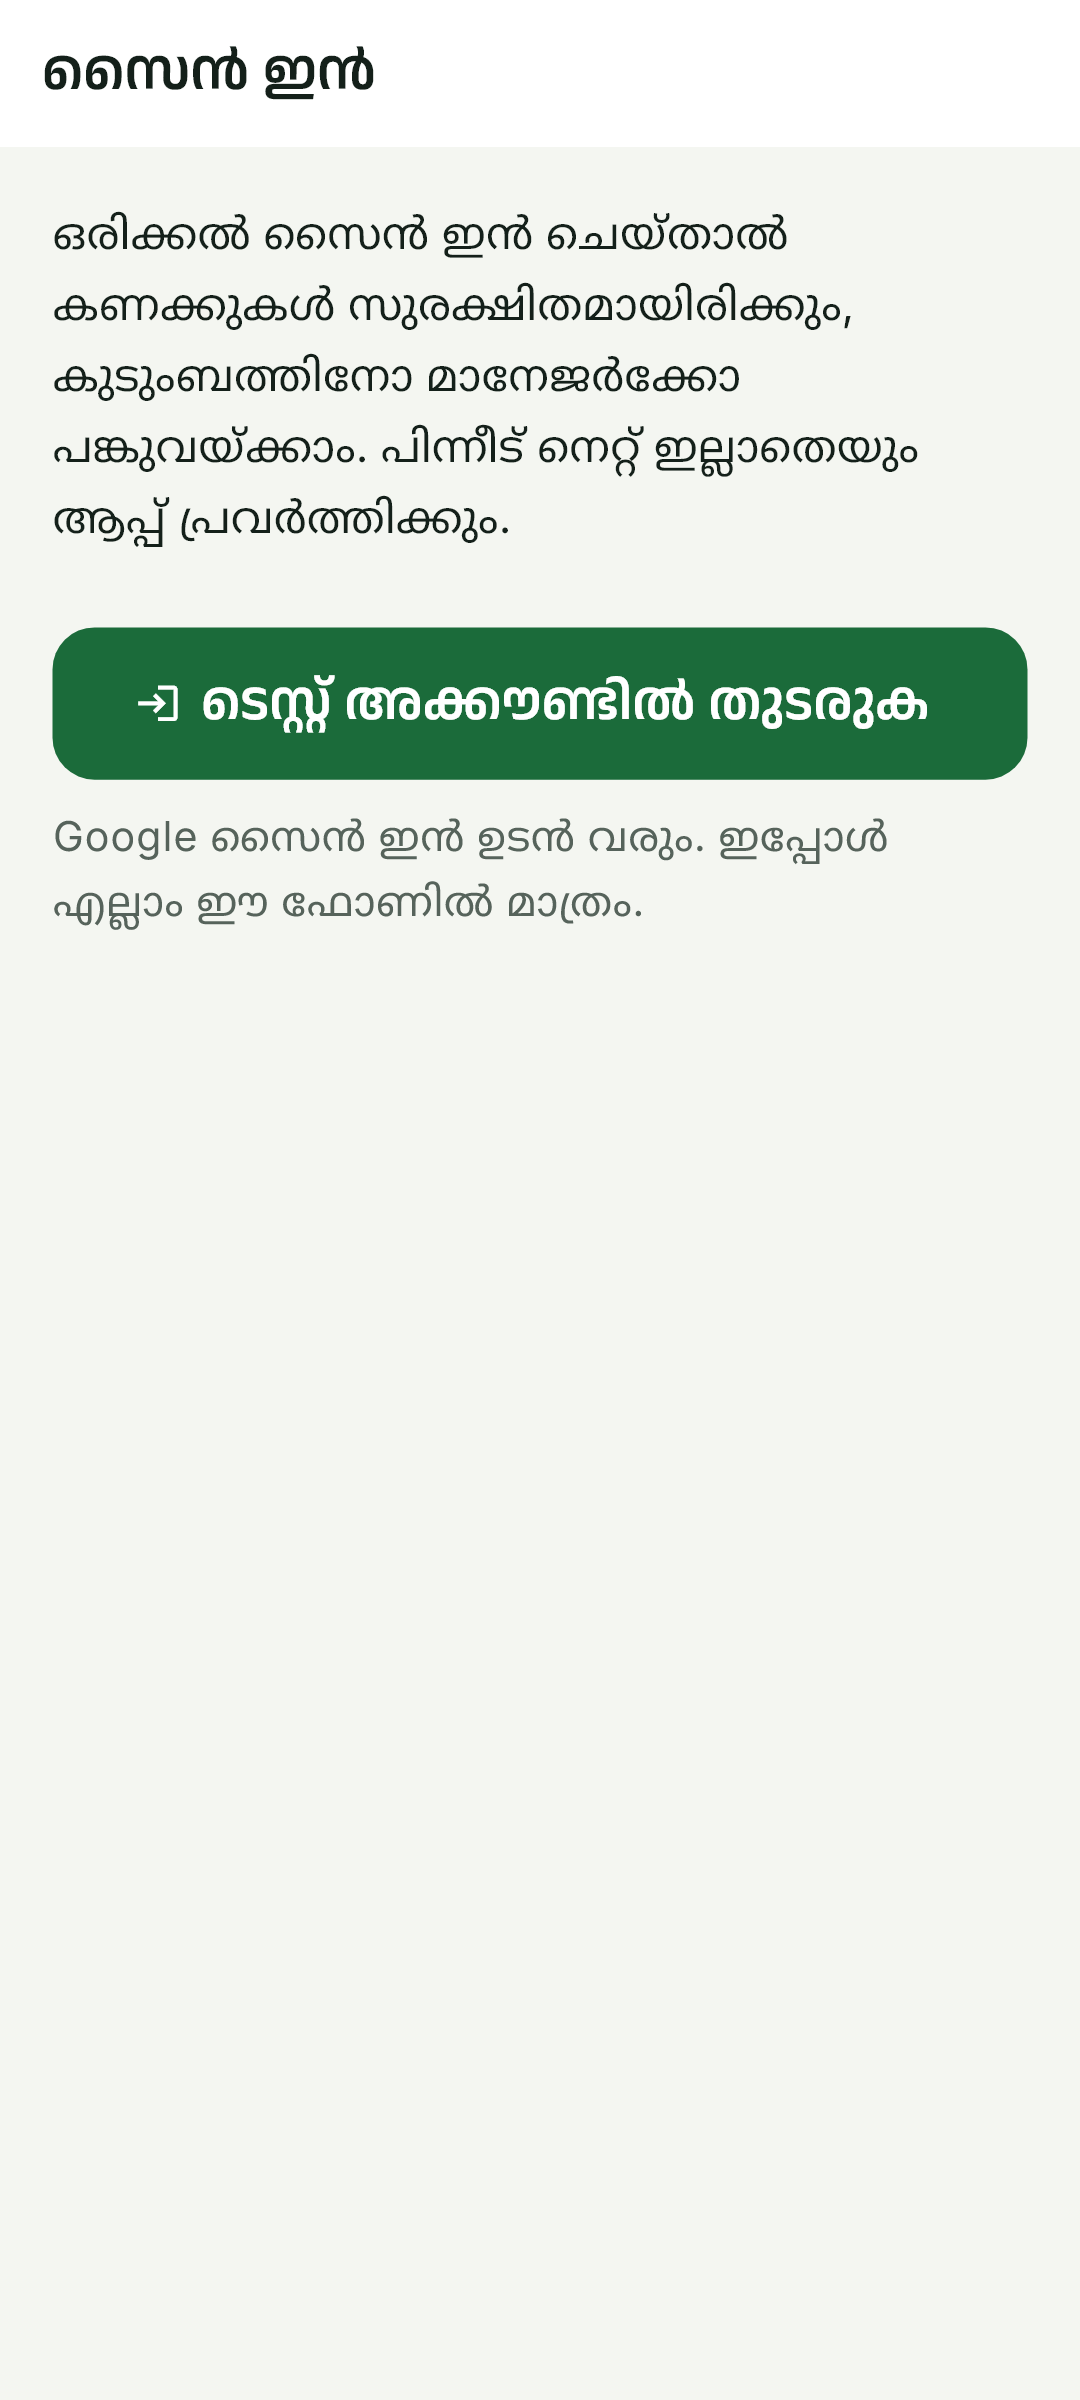 സൈൻ ഇൻ
ഒരിക്കൽ സൈൻ ഇൻ ചെയ്താൽ
കണക്കുകൾ സുരക്ഷിതമായിരിക്കും,
കുടുംബത്തിനോ മാനേജർക്കോ
പങ്കുവയ്ക്കാം. പിന്നീട് നെറ്റ് ഇല്ലാതെയും
ആപ്പ് പ്രവർത്തിക്കും.
ടെസ്റ്റ് അക്കൗണ്ടിൽ തുടരുക
Google സൈൻ ഇൻ ഉടൻ വരും. ഇപ്പോൾ
എല്ലാം ഈ ഫോണിൽ മാത്രം.